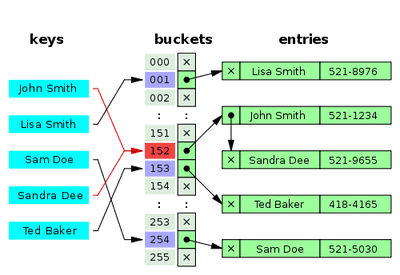 keys
buckets
entries
John Smith
Lisa Smith
Sam Doe
Sandra Dee
Ted Baker
000
001
002
:
151
152
153
154
:
253
254
255
Lisa Smith 521-8976
John Smith 521-1234
Sandra Dee 521-9655
Ted Baker 418-4165
Sam Doe 521-5030